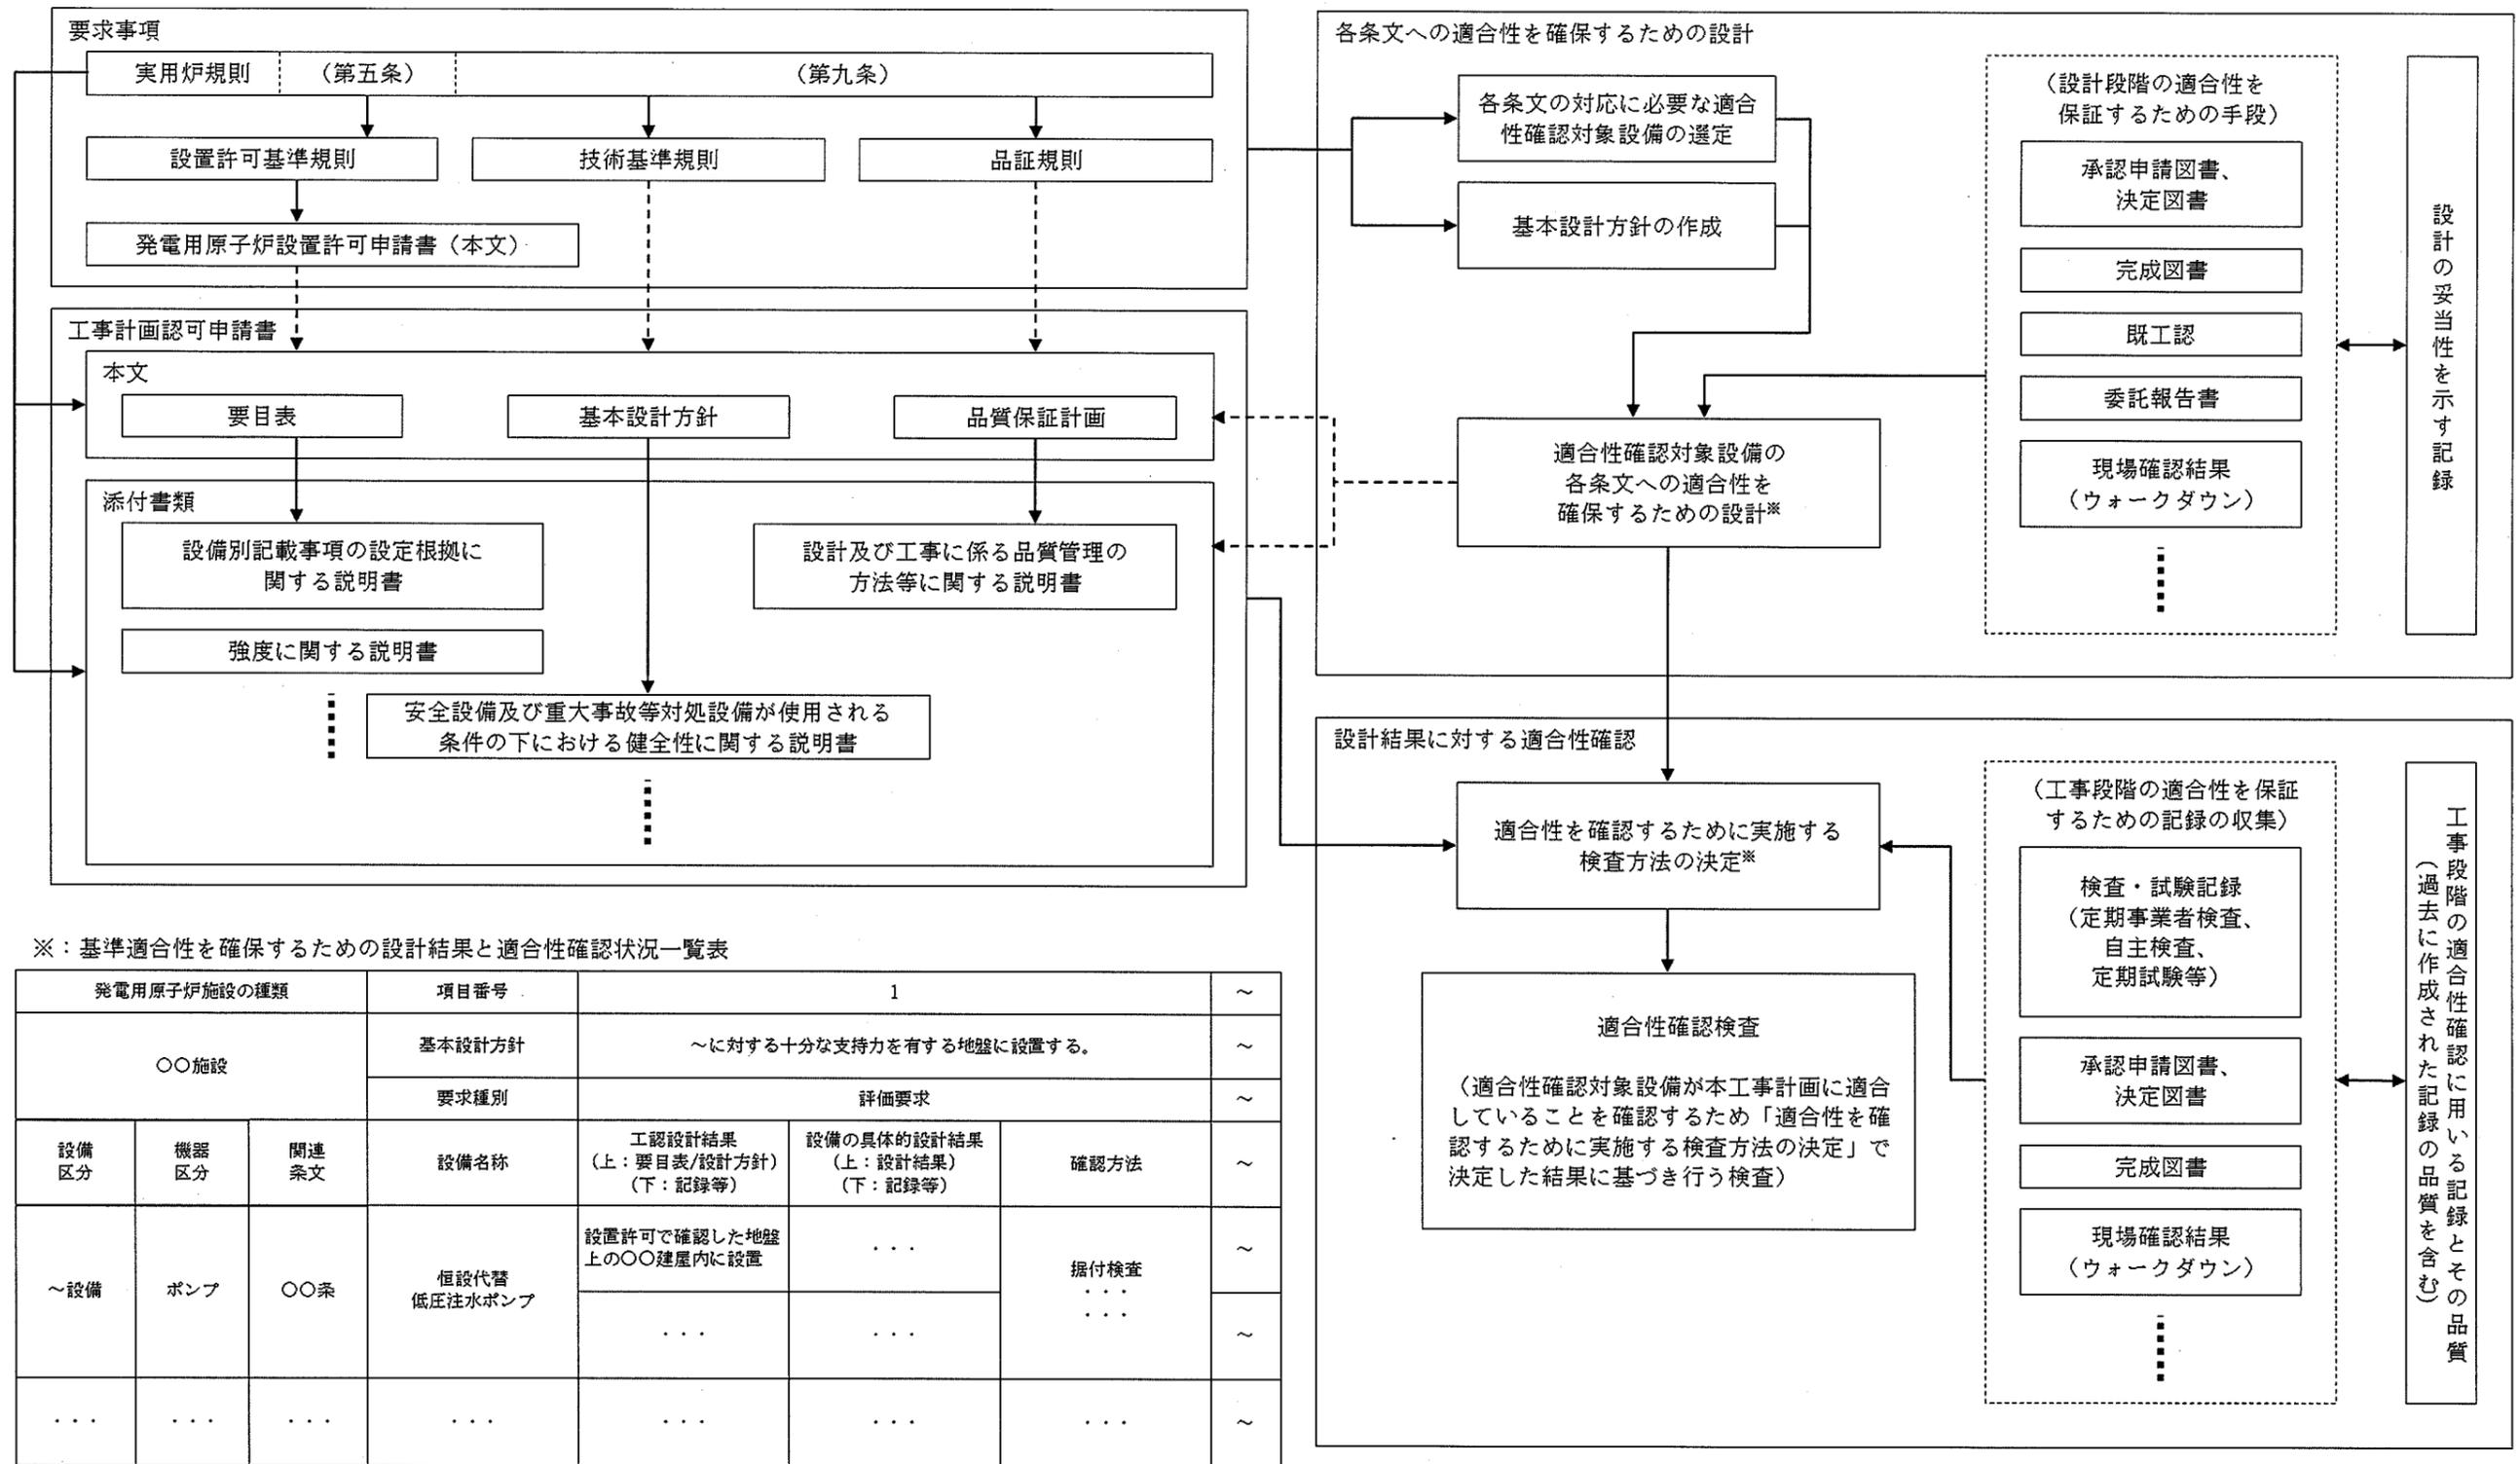 要求事項
実用炉規則
（第五条）
（第九条）
設置許可基準規則
技術基準規則
品証規則
発電用原子炉設置許可申請書（本文）
工事計画認可申請書
本文
要目表
基本設計方針
品質保証計画
添付書類
設備別記載事項の設定根拠に
関する説明書
設計及び工事に係る品質管理の
方法等に関する説明書
強度に関する説明書
安全設備及び重大事故等対処設備が使用される
条件の下における健全性に関する説明書
各条文への適合性を確保するための設計
各条文の対応に必要な適合
性確認対象設備の選定
基本設計方針の作成
適合性確認対象設備の
各条文への適合性を
確保するための設計※
（設計段階の適合性を
保証するための手段）
承認申請図書、
決定図書
完成図書
既工認
委託報告書
現場確認結果
（ウォークダウン）
設計の妥当性を示す記録
設計結果に対する適合性確認
適合性を確認するために実施する
検査方法の決定※
適合性確認検査
（適合性確認対象設備が本工事計画に適合
していることを確認するため「適合性を確
認するために実施する検査方法の決定」で
決定した結果に基づき行う検査）
（工事段階の適合性を保証
するための記録の収集）
検査・試験記録
（定期事業者検査、
自主検査、
定期試験等）
承認申請図書、
決定図書
完成図書
現場確認結果
（ウォークダウン）
工事段階の適合性確認に用いる記録とその品質
（過去に作成された記録の品質を含む）
※：基準適合性を確保するための設計結果と適合性確認状況一覧表
発電用原子炉施設の種類
項目番号
1
～
〇〇施設
基本設計方針
～に対する十分な支持力を有する地盤に設置する。
～
要求種別
評価要求
～
設備
区分
機器
区分
関連
条文
設備名称
工認設計結果
（上：要目表/設計方針）
（下：記録等）
設備の具体的設計結果
（上：設計結果）
（下：記録等）
確認方法
～
～設備
ポンプ
〇〇条
恒設代替
低圧注水ポンプ
設置許可で確認した地盤
上の〇〇建屋内に設置
・・・
据付検査
・・・
・・・
～
・・・
・・・
～
・・・
・・・
・・・
・・・
・・・
・・・
・・・
～